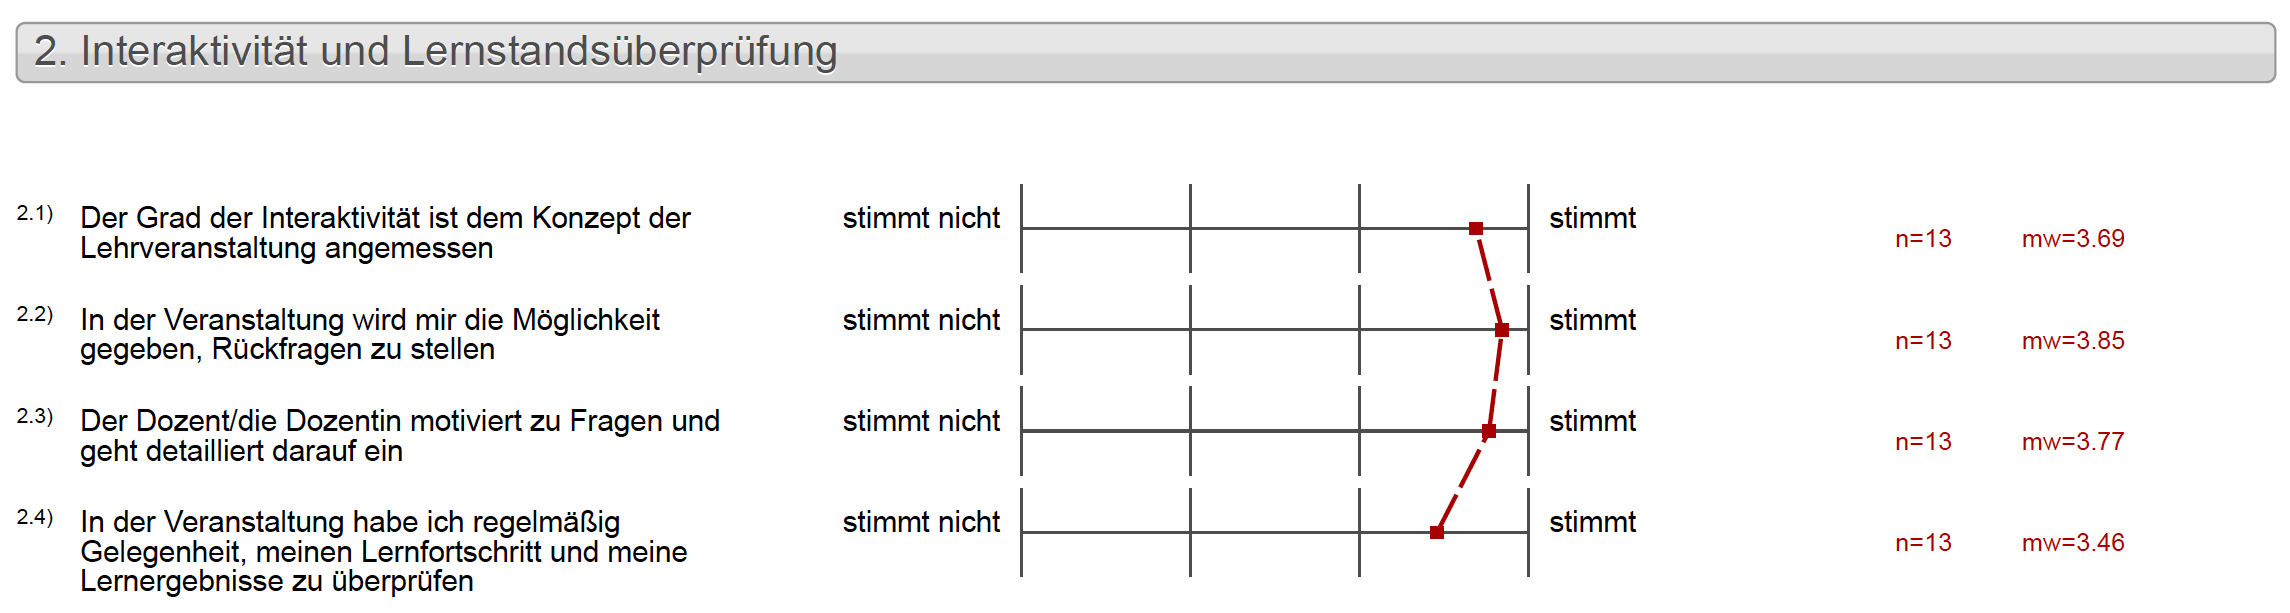 2. Interaktivität und Lernstandsüberprüfung
2.1) Der Grad der Interaktivität ist dem Konzept der
Lehrveranstaltung angemessen
stimmt nicht
stimmt
n=13 mw=3.69
2.2) In der Veranstaltung wird mir die Möglichkeit
gegeben, Rückfragen zu stellen
stimmt nicht
stimmt
n=13 mw=3.85
2.3) Der Dozent/die Dozentin motiviert zu Fragen und
geht detailliert darauf ein
stimmt nicht
stimmt
n=13 mw=3.77
2.4) In der Veranstaltung habe ich regelmäßig
Gelegenheit, meinen Lernfortschritt und meine
Lernergebnisse zu überprüfen
stimmt nicht
stimmt
n=13 mw=3.46